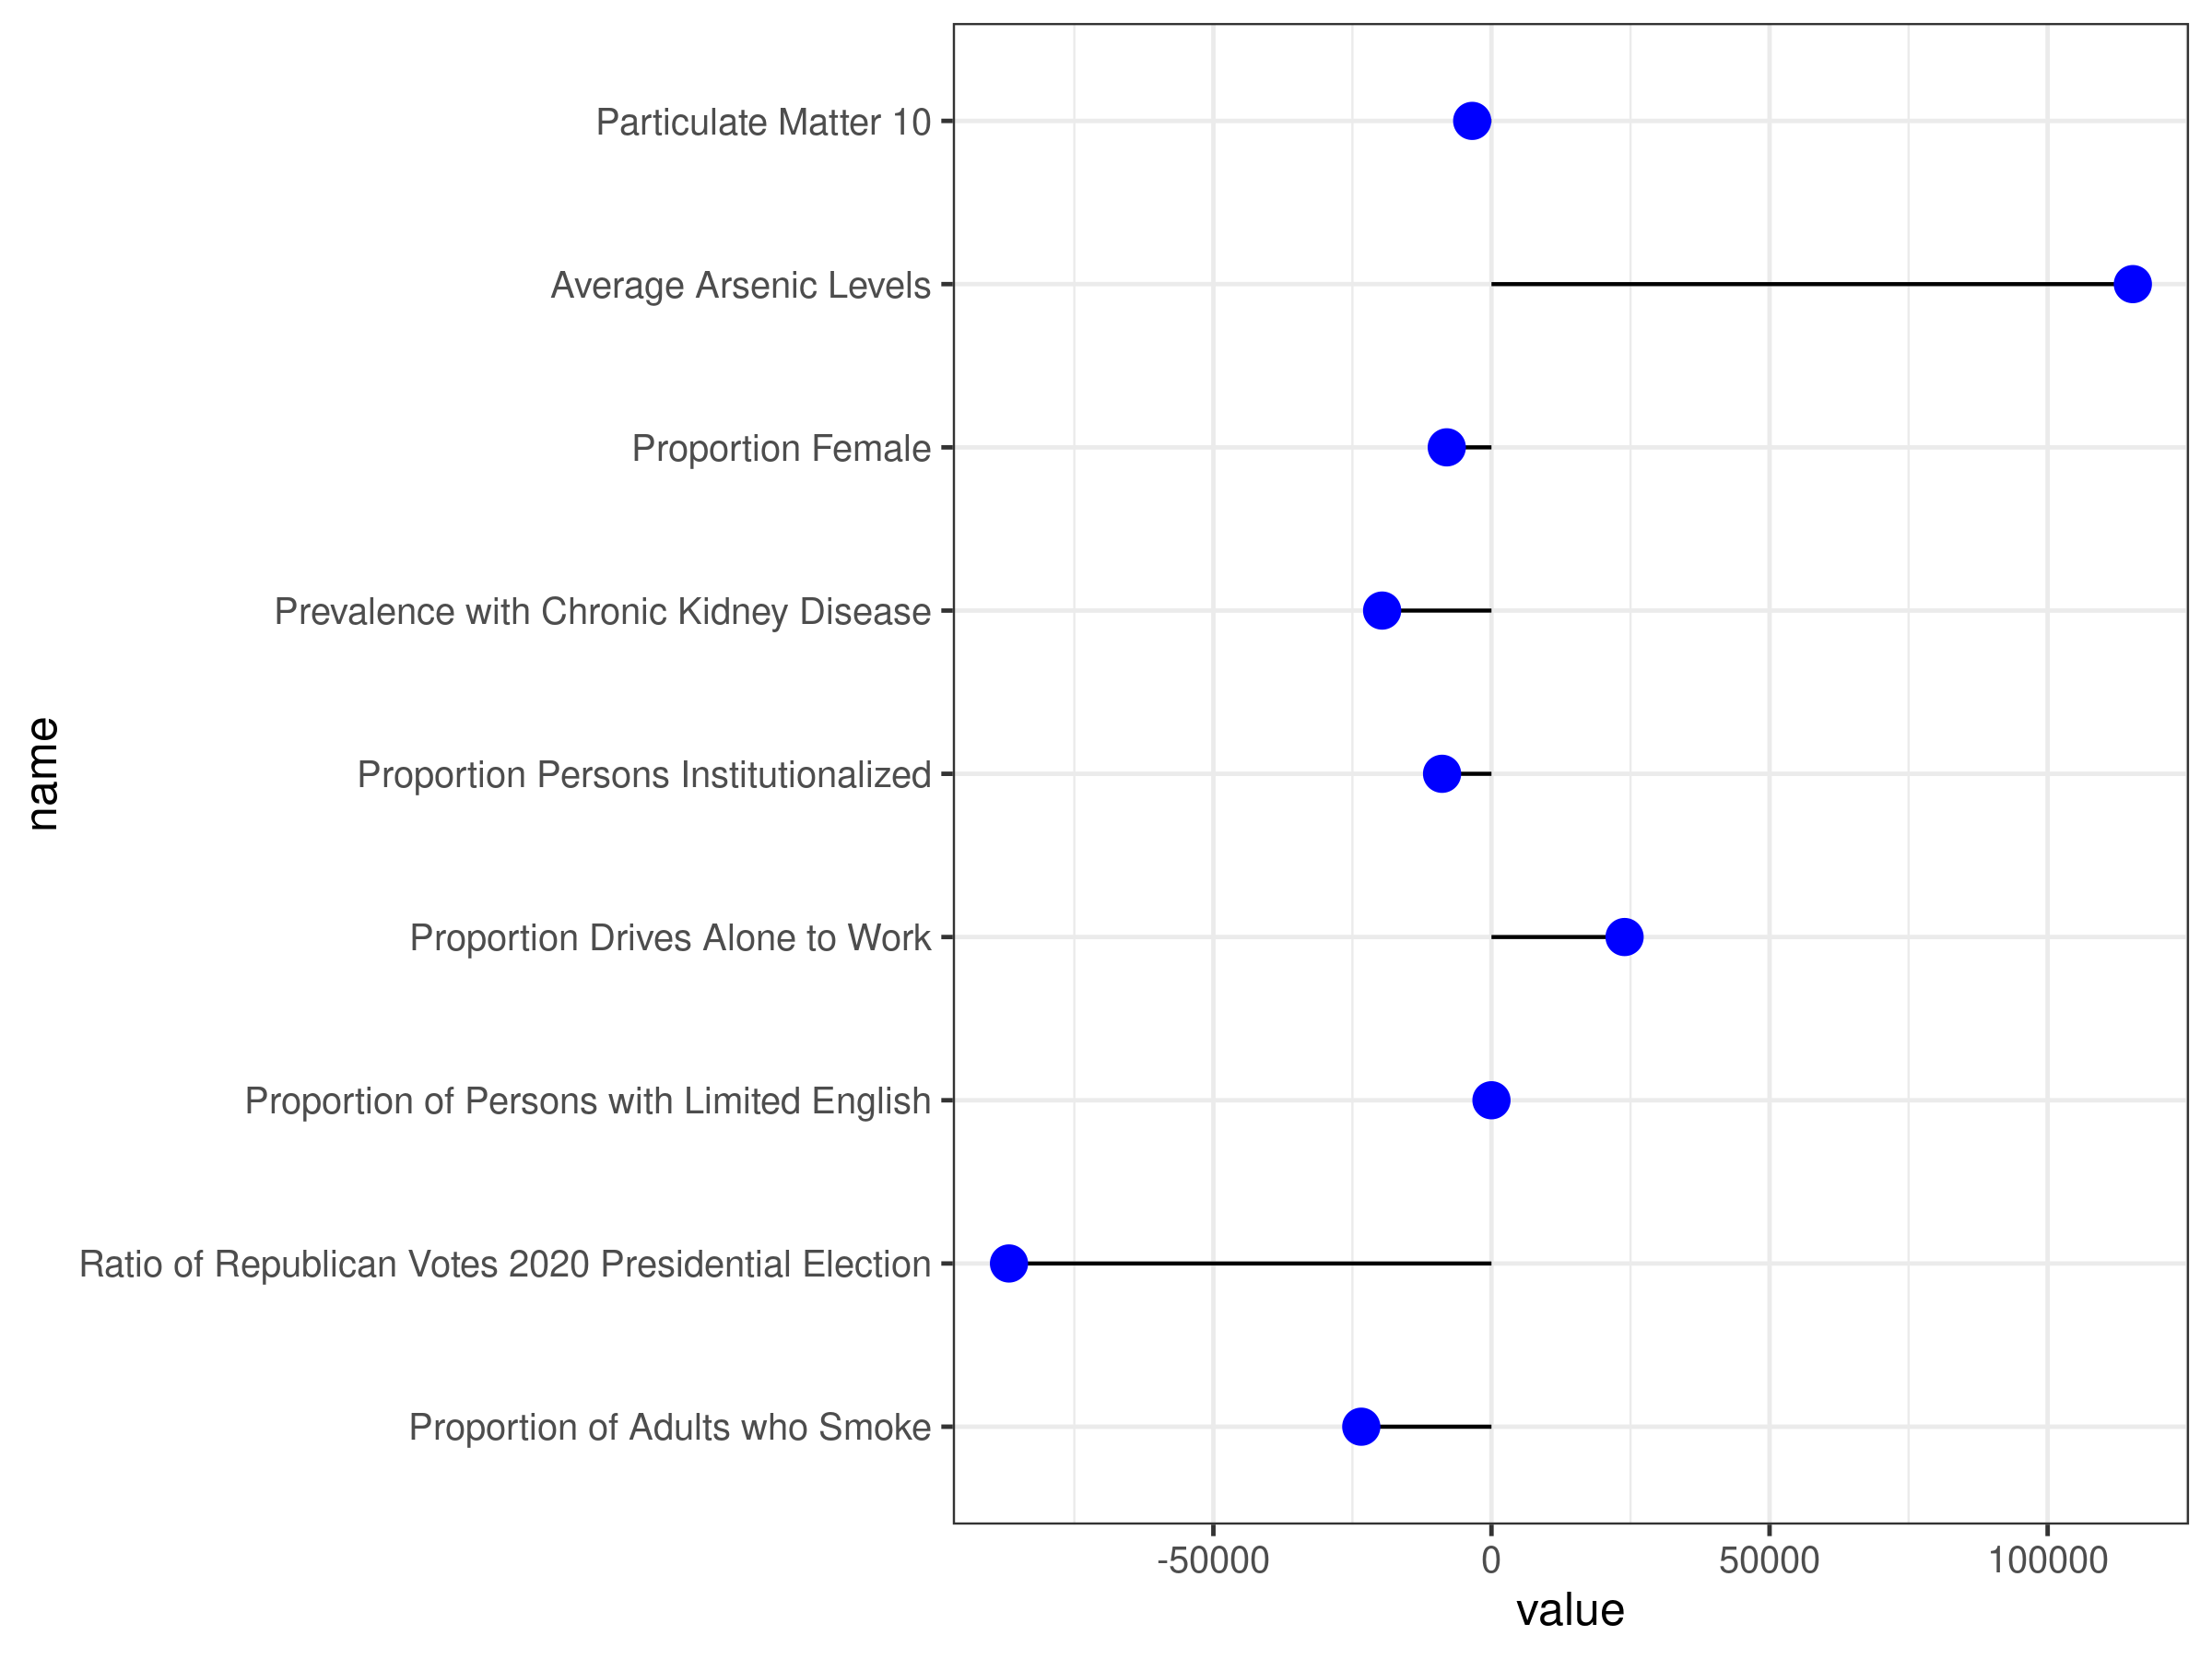 Particulate Matter 10
Average Arsenic Levels
Proportion Female
Prevalence with Chronic Kidney Disease
Proportion Persons Institutionalized
Proportion Drives Alone to Work
Proportion of Persons with Limited English
Ratio of Republican Votes 2020 Presidential Election
Proportion of Adults who Smoke
name
-50000 0 50000 100000
value